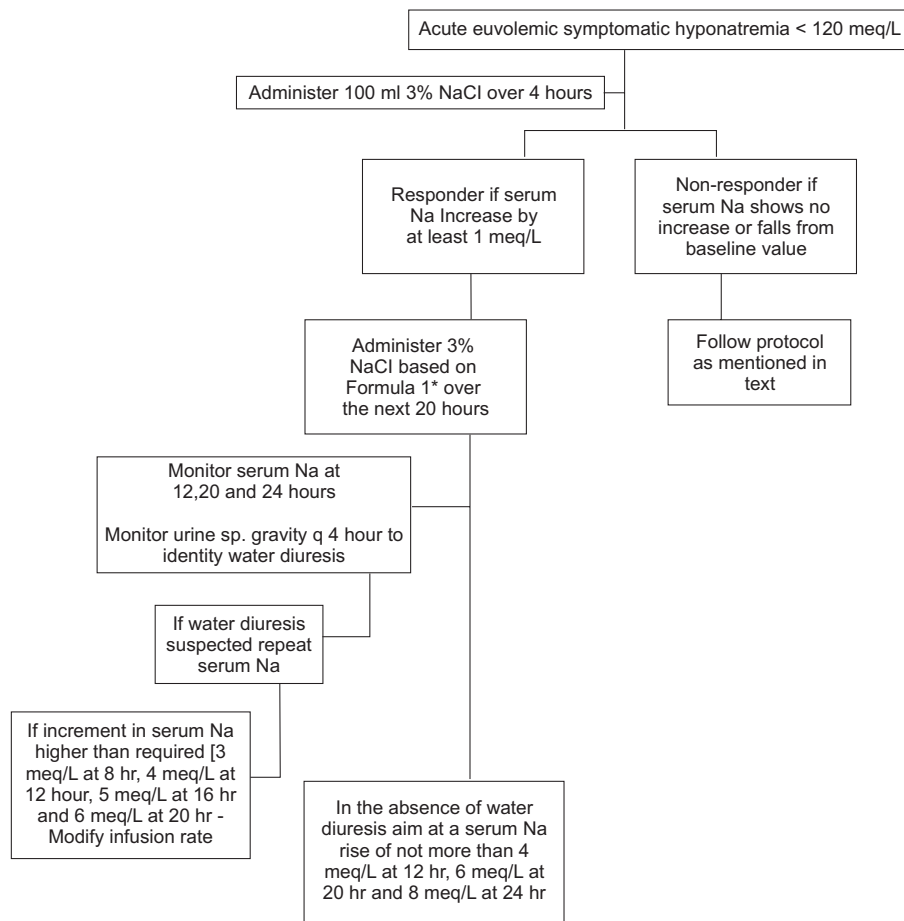 Acute euvolemic symptomatic hyponatremia < 120 meq/L
Administer 100 ml 3% NaCl over 4 hours
Responder if serum
Na Increase by
at least 1 meq/L
Non-responder if
serum Na shows no
increase or falls from
baseline value
Administer 3%
NaCl based on
Formula 1* over
the next 20 hours
Follow protocol
as mentioned in
text
Monitor serum Na at
12,20 and 24 hours
Monitor urine sp. gravity q 4 hour to
identity water diuresis
If water diuresis
suspected repeat
serum Na
If increment in serum Na
higher than required [3
meq/L at 8 hr, 4 meq/L at
12 hour, 5 meq/L at 16 hr
and 6 meq/L at 20 hr -
Modify infusion rate
In the absence of water
diuresis aim at a serum Na
rise of not more than 4
meq/L at 12 hr, 6 meq/L at
20 hr and 8 meq/L at 24 hr